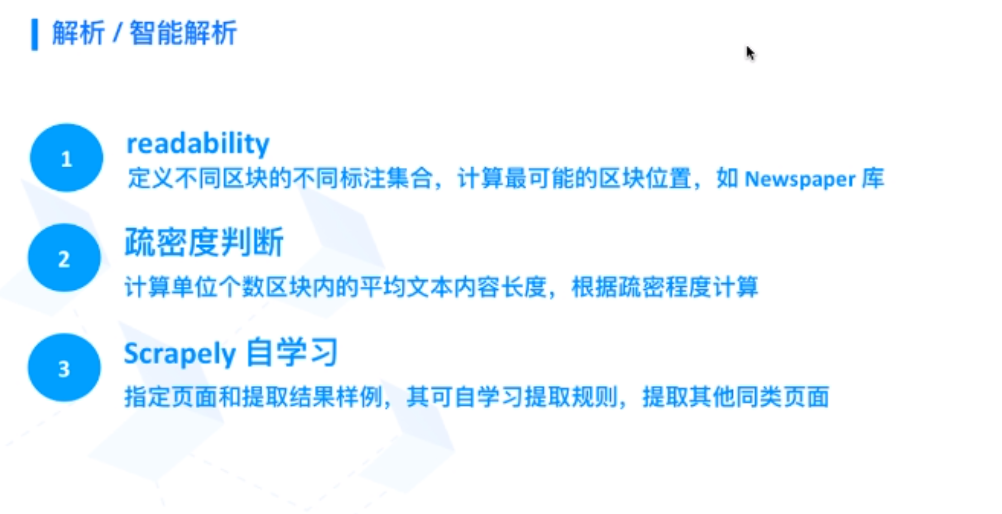 解析 / 智能解析
1
readability
定义不同区块的不同标注集合，计算最可能的区块位置，如 Newspaper 库
2
疏密度判断
计算单位个数区块内的平均文本内容长度，根据疏密程度计算
3
Scrapely 自学习
指定页面和提取结果样例，其可自学习提取规则，提取其他同类页面